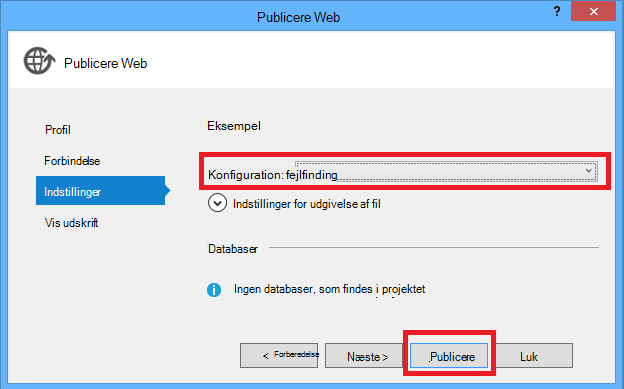 Publicere Web
?
Publicere Web
Profil
Forbindelse
Indstillinger
Vis udskrift
Eksempel
Konfiguration: fejlfinding
Indstillinger for udgivelse af fil
Databaser
Ingen databaser, som findes i projektet
< Forberedelse
Næste >
Publicere
Luk